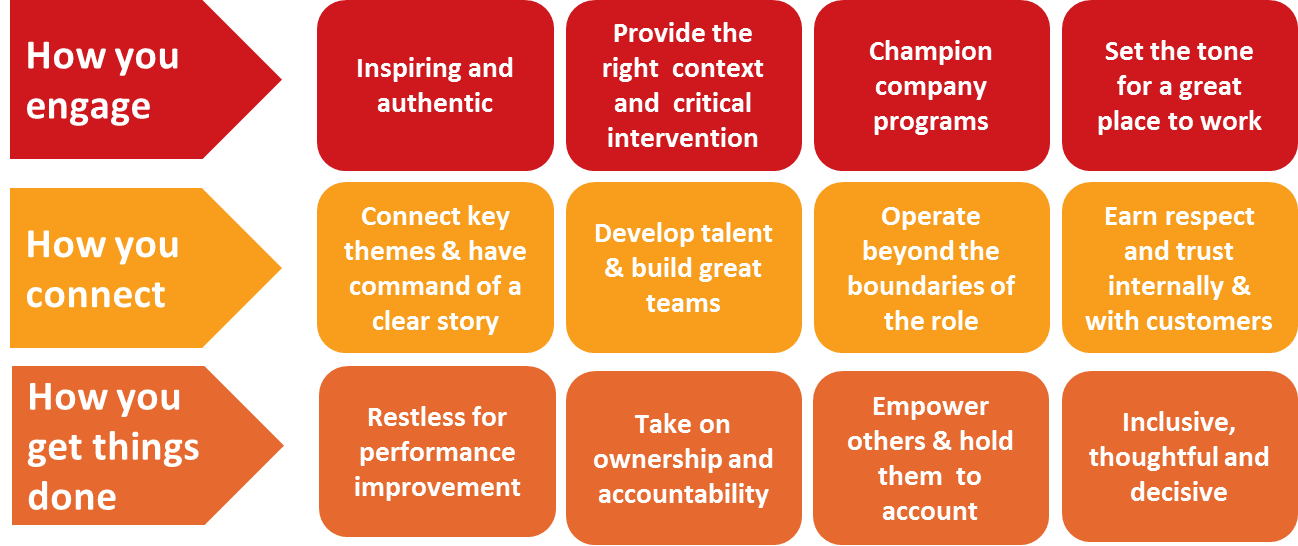 How you
engage
Inspiring and
authentic
Provide the
right context
and critical
intervention
Champion
company
programs
Set the tone
for a great
place to work
How you
connect
Connect key
themes & have
command of a
clear story
Develop talent
& build great
teams
Operate
beyond the
boundaries of
the role
Earn respect
and trust
internally &
with customers
How you
get things
done
Restless for
performance
improvement
Take on
ownership and
accountability
Empower
others & hold
them to
account
Inclusive,
thoughtful and
decisive